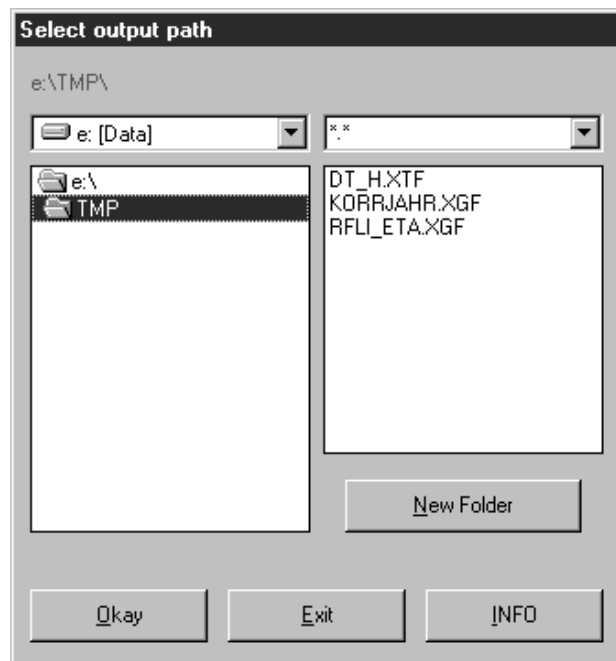 Select output path
e:\TMP\
e: [Data]
*.*
e:\
TMP
DT_H.XTF
KORRJAHR.XGF
RFLI_ETA.XGF
New Folder
Okay
Exit
INFO